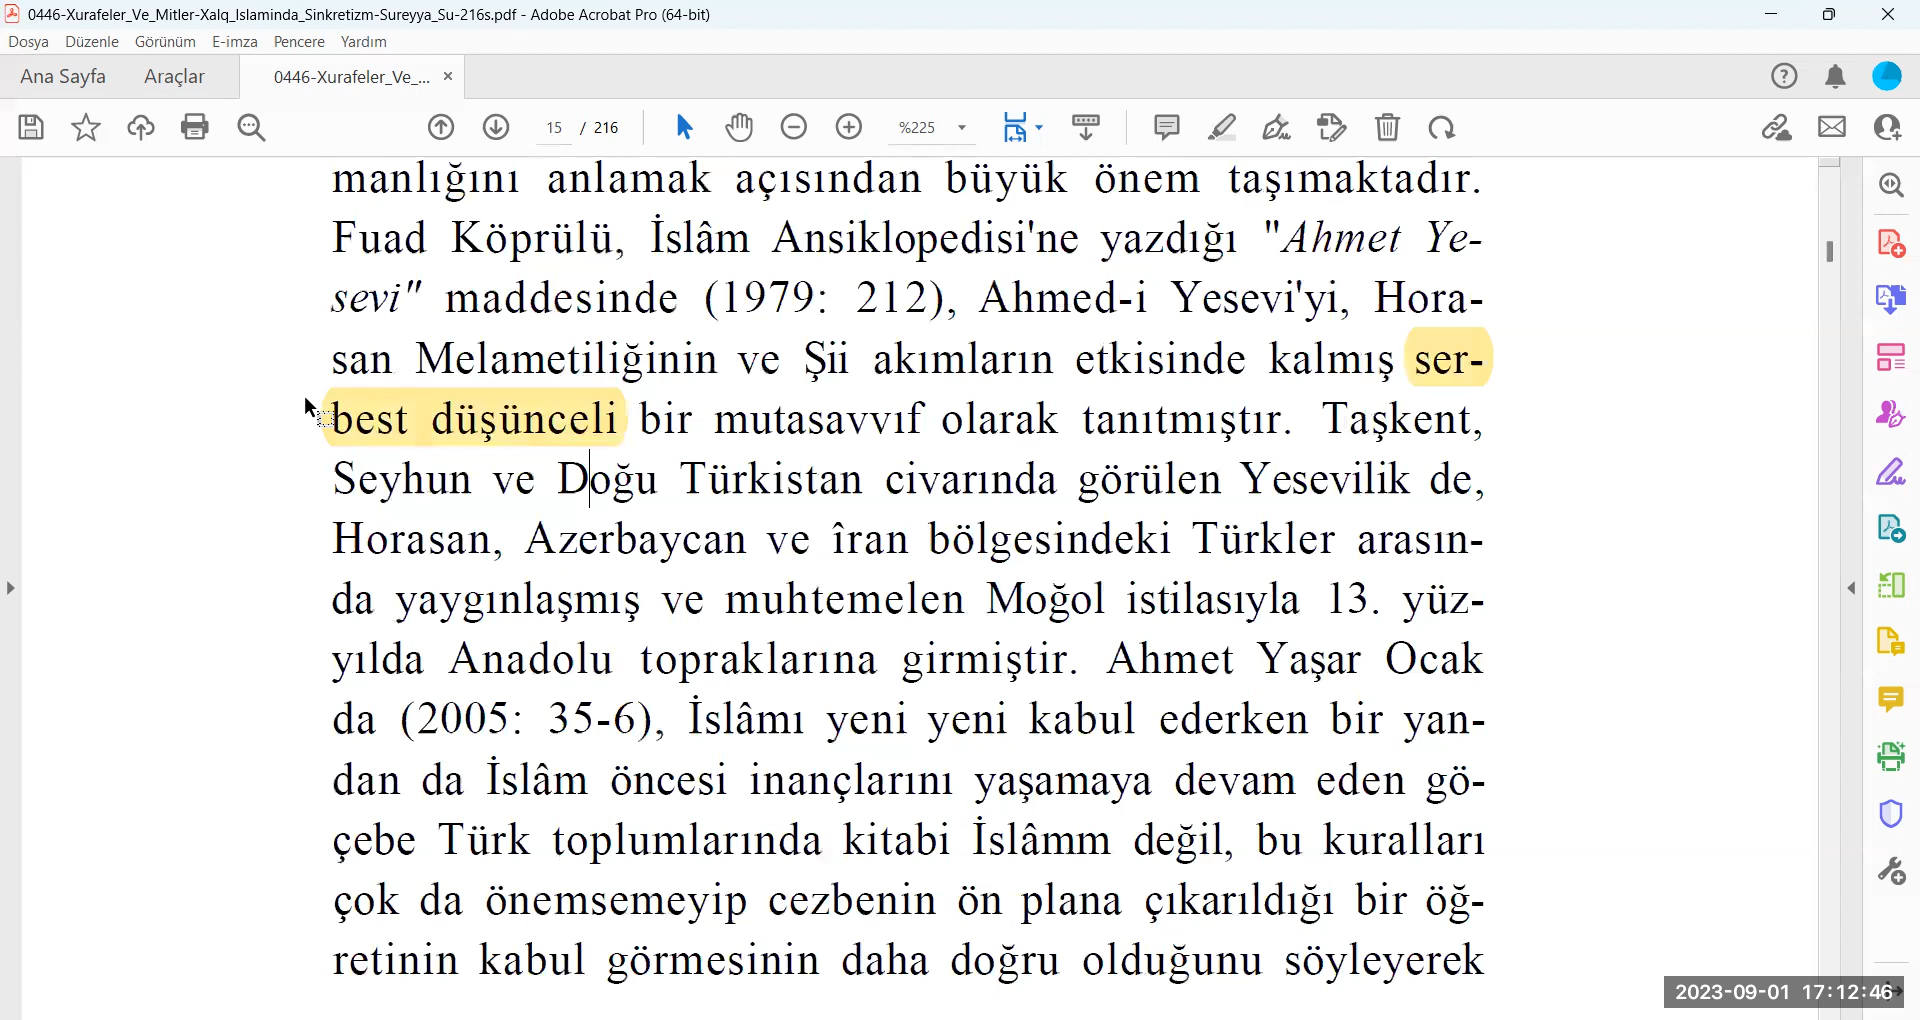 0446-Xurafeler_Ve_Mitler-Xalq_Islaminda_Sinkretizm-Sureyya_Su-216s.pdf - Adobe Acrobat Pro (64-bit)
Dosya Düzenle Görünüm E-imza Pencere Yardım
Ana Sayfa Araçlar 0446-Xurafeler_Ve_...
15 / 216 %225
manlığını anlamak açısından büyük önem taşımaktadır.
Fuad Köprülü, İslâm Ansiklopedisi'ne yazdığı "Ahmet Ye-
sevi" maddesinde (1979: 212), Ahmed-i Yesevi'yi, Hora-
san Melametiliğinin ve Şii akımların etkisinde kalmış ser-
best düşünceli bir mutasavvıf olarak tanıtmıştır. Taşkent,
Seyhun ve Doğu Türkistan civarında görülen Yesevilik de,
Horasan, Azerbaycan ve îran bölgesindeki Türkler arasın-
da yaygınlaşmış ve muhtemelen Moğol istilasıyla 13. yüz-
yılda Anadolu topraklarına girmiştir. Ahmet Yaşar Ocak
da (2005: 35-6), İslâmı yeni yeni kabul ederken bir yan-
dan da İslâm öncesi inançlarını yaşamaya devam eden gö-
çebe Türk toplumlarında kitabi İslâmm değil, bu kuralları
çok da önemsemeyip cezbenin ön plana çıkarıldığı bir öğ-
retinin kabul görmesinin daha doğru olduğunu söyleyerek
2023-09-01 17:12:46